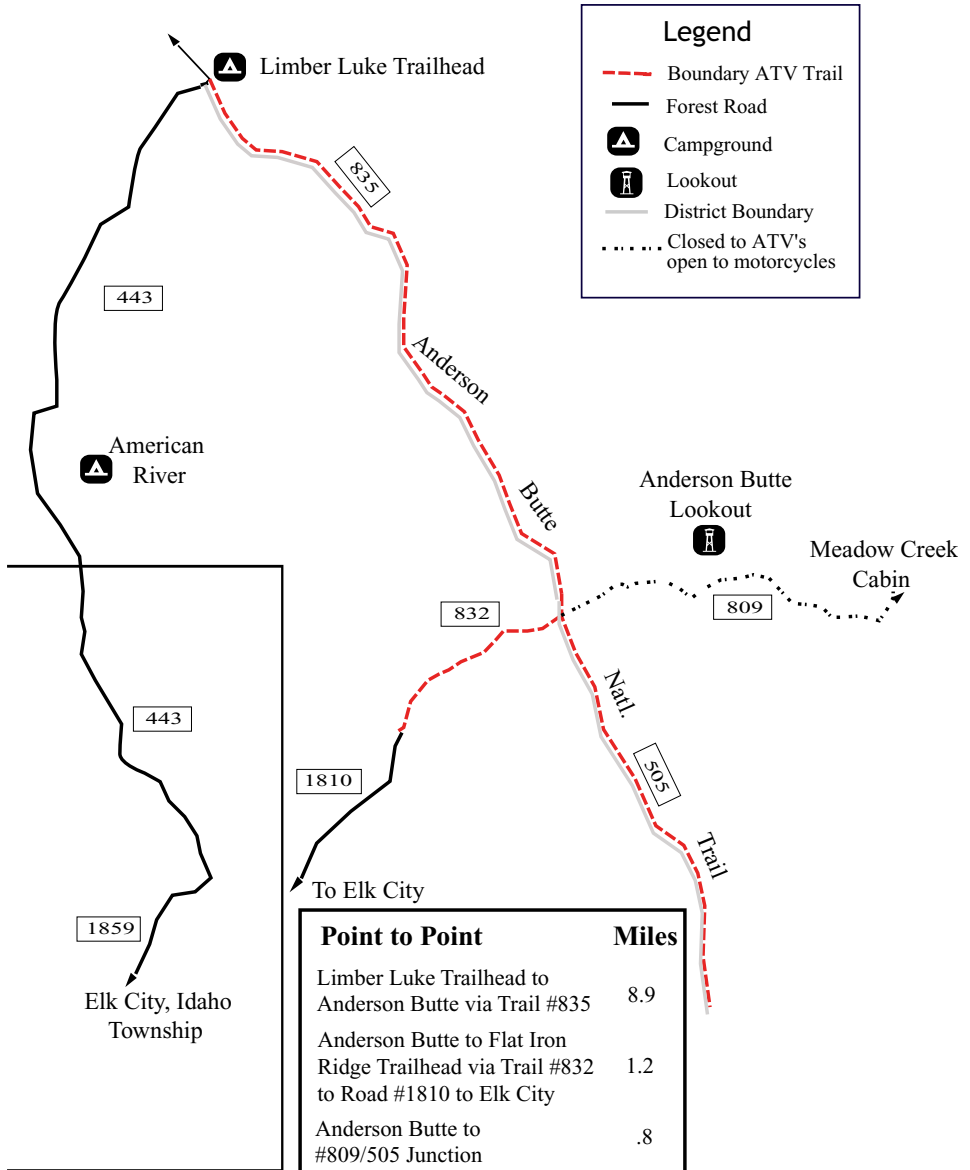 Legend
Boundary ATV Trail
Forest Road
Campground
Lookout
District Boundary
Closed to ATV's
open to motorcycles
Limber Luke Trailhead
835
443
Anderson
American
River
Butte
Anderson Butte
Lookout
Meadow Creek
Cabin
832
809
Natl.
443
505
1810
Trail
To Elk City
1859
Elk City, Idaho
Township
Point to Point Miles
Limber Luke Trailhead to
Anderson Butte via Trail #835 8.9
Anderson Butte to Flat Iron
Ridge Trailhead via Trail #832 1.2
to Road #1810 to Elk City
Anderson Butte to .8
#809/505 Junction